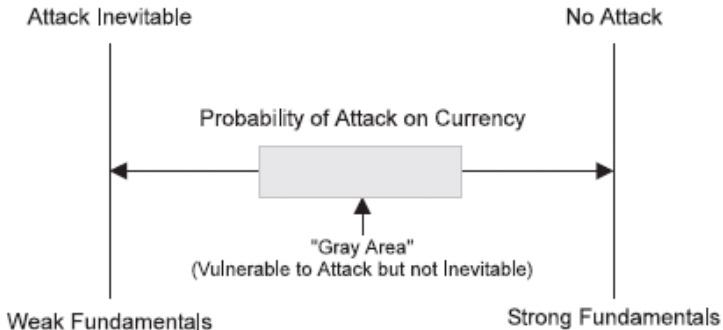 Attack Inevitable
No Attack
Probability of Attack on Currency
"Gray Area"
(Vulnerable to Attack but not Inevitable)
Weak Fundamentals
Strong Fundamentals